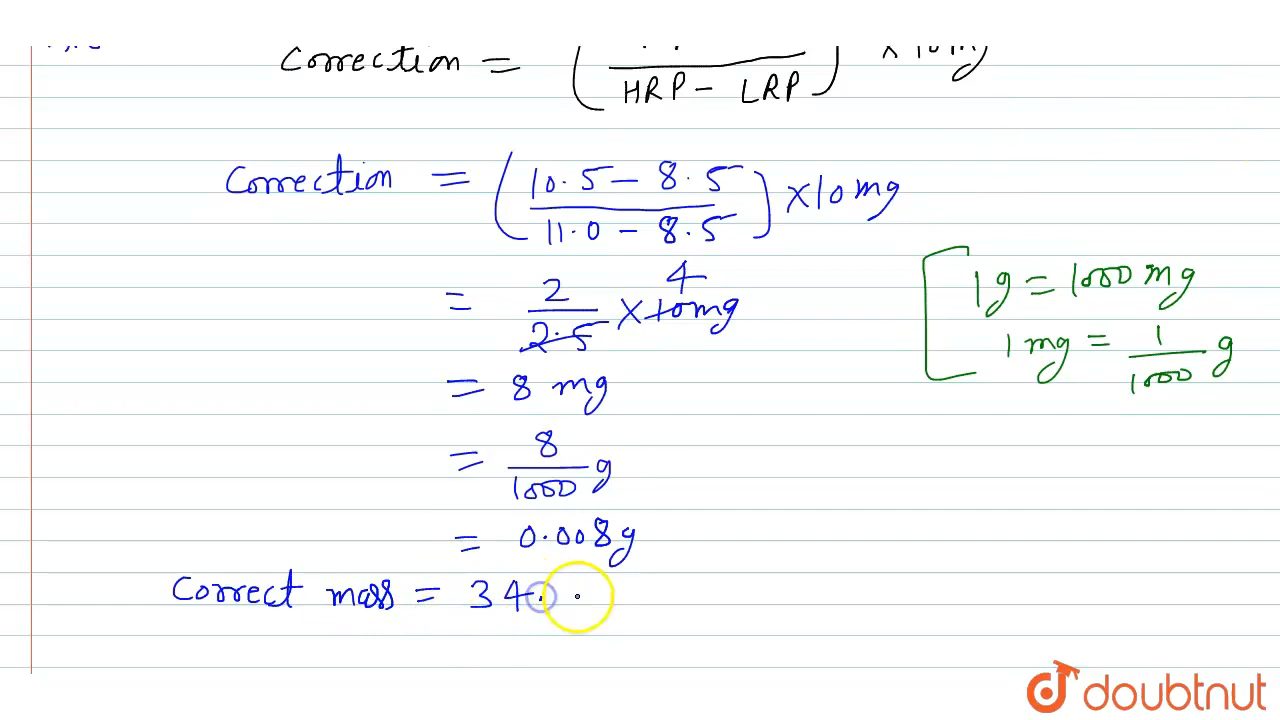 Correction = ( / HRP - LRP ) × 10 mg
Correction = ( 10.5 - 8.5 / 11.0 - 8.5 ) × 10 mg
= 2 / 2.5 × 10 mg 4
1 g = 1000 mg
1 mg = 1 / 1000 g
= 8 mg
= 8 / 1000 g
= 0.008 g
Correct mass = 34.
doubtnut